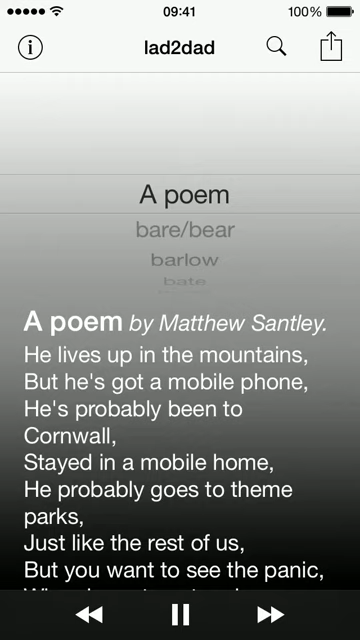 09:41
100%
lad2dad
A poem
bare/bear
barlow
bate
A poem by Matthew Santley.
He lives up in the mountains,
But he's got a mobile phone,
He's probably been to
Cornwall,
Stayed in a mobile home,
He probably goes to theme
parks,
Just like the rest of us,
But you want to see the panic,